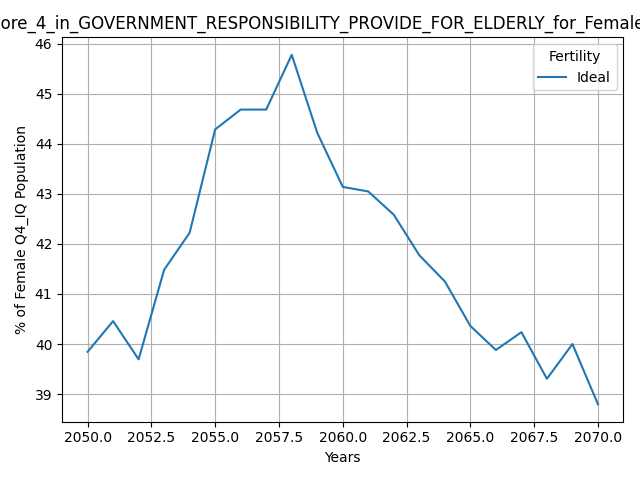 ore_4_in_GOVERNMENT_RESPONSIBILITY_PROVIDE_FOR_ELDERLY_for_Female
46
45
44
43
42
41
40
39
% of Female Q4_IQ Population
Fertility
Ideal
2050.0 2052.5 2055.0 2057.5 2060.0 2062.5 2065.0 2067.5 2070.0
Years